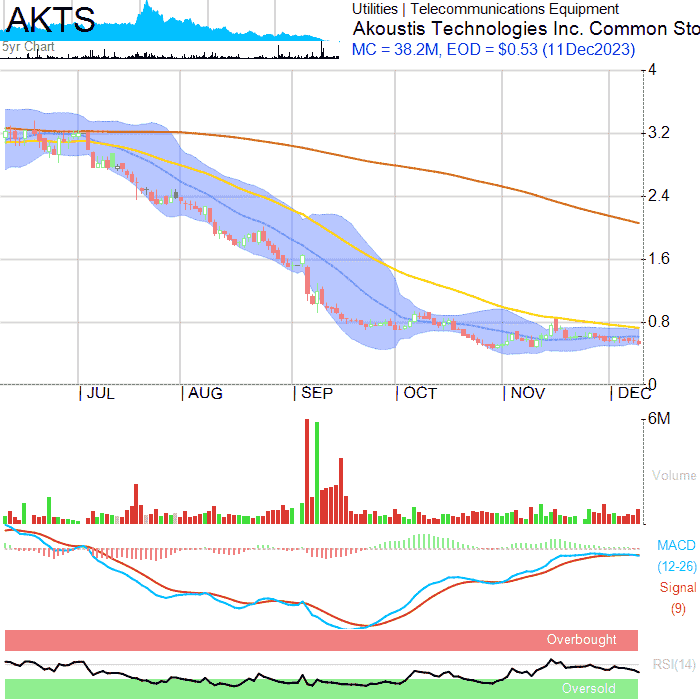 AKTS
5yr Chart
Utilities | Telecommunications Equipment
Akoustis Technologies Inc. Common Sto
MC = 38.2M, EOD = $0.53 (11Dec2023)
4
3.2
2.4
1.6
0.8
0
JUL AUG SEP OCT NOV DEC
6M
Volume
MACD
(12-26)
Signal
(9)
Overbought
RSI(14)
Oversold